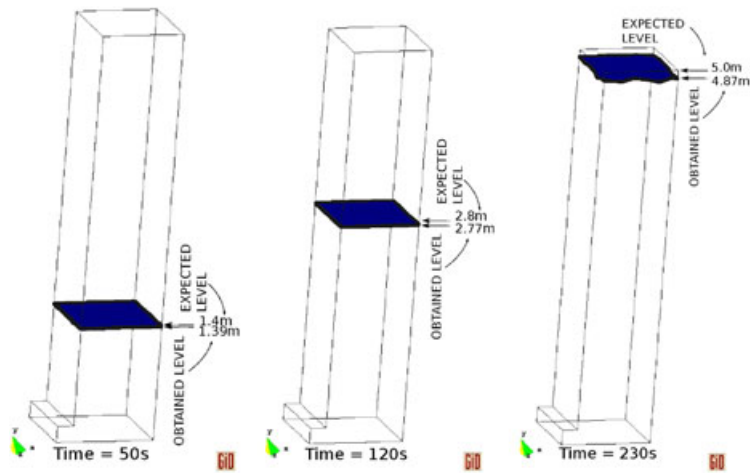 EXPECTED
LEVEL
1.4m
1.39m
OBTAINED LEVEL
y
x
Time = 50s
GiD
EXPECTED
LEVEL
2.8m
2.77m
OBTAINED LEVEL
y
x
Time = 120s
GiD
EXPECTED
LEVEL
5.0m
4.87m
OBTAINED LEVEL
y
x
Time = 230s
GiD